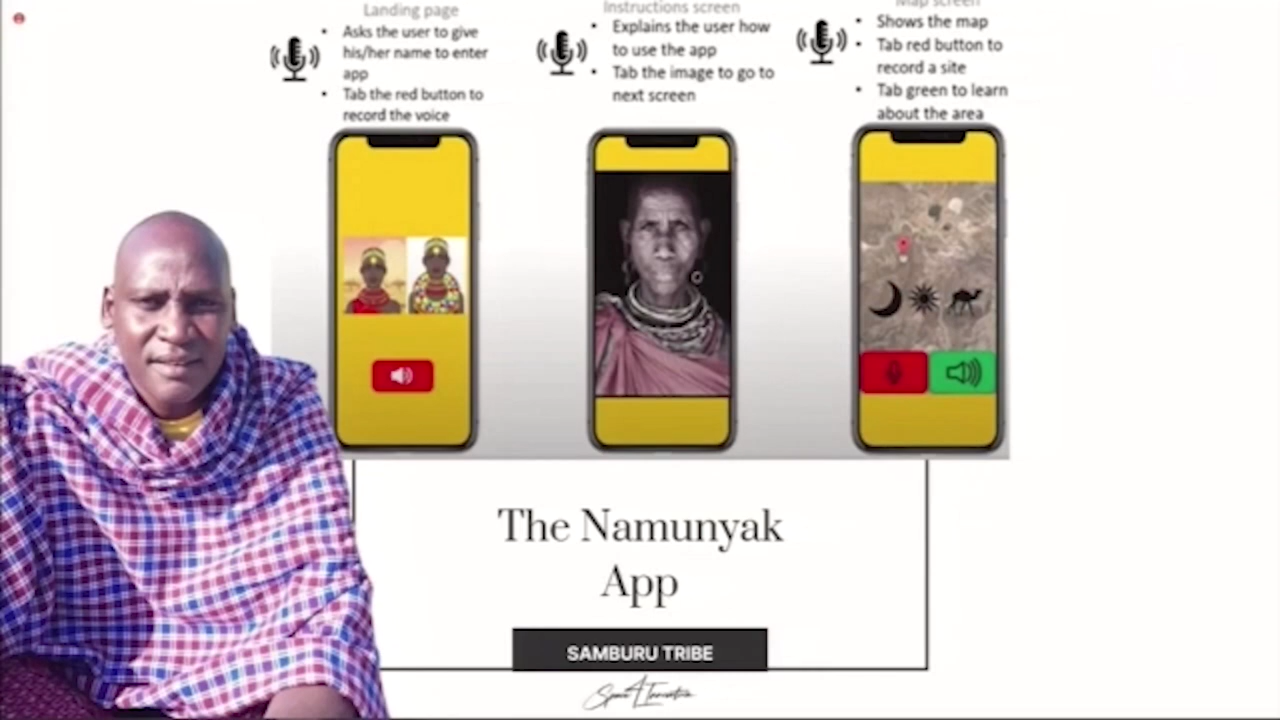 Landing page
Asks the user to give
his/her name to enter
app
Tab the red button to
record the voice
Instructions screen
Explains the user how
to use the app
Tab the image to go to
next screen
Map screen
Shows the map
Tab red button to
record a site
Tab green to learn
about the area
The Namunyak
App
SAMBURU TRIBE
Space4Innovation